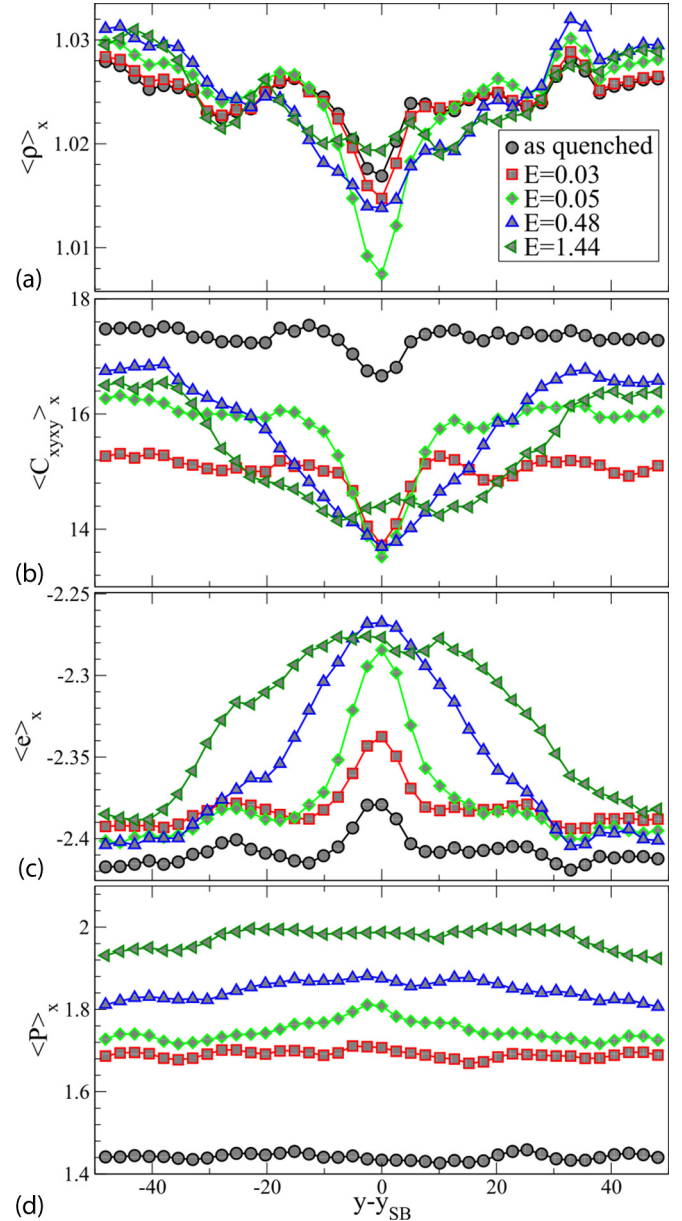 1.03
1.02
1.01
<ρ>x
as quenched
E=0.03
E=0.05
E=0.48
E=1.44
(a)
18
16
14
<Cxyxy>x
(b)
-2.25
-2.3
-2.35
-2.4
<e>x
(c)
2
1.8
1.6
1.4
<P>x
(d)
-40 -20 0 20 40
y-ySB